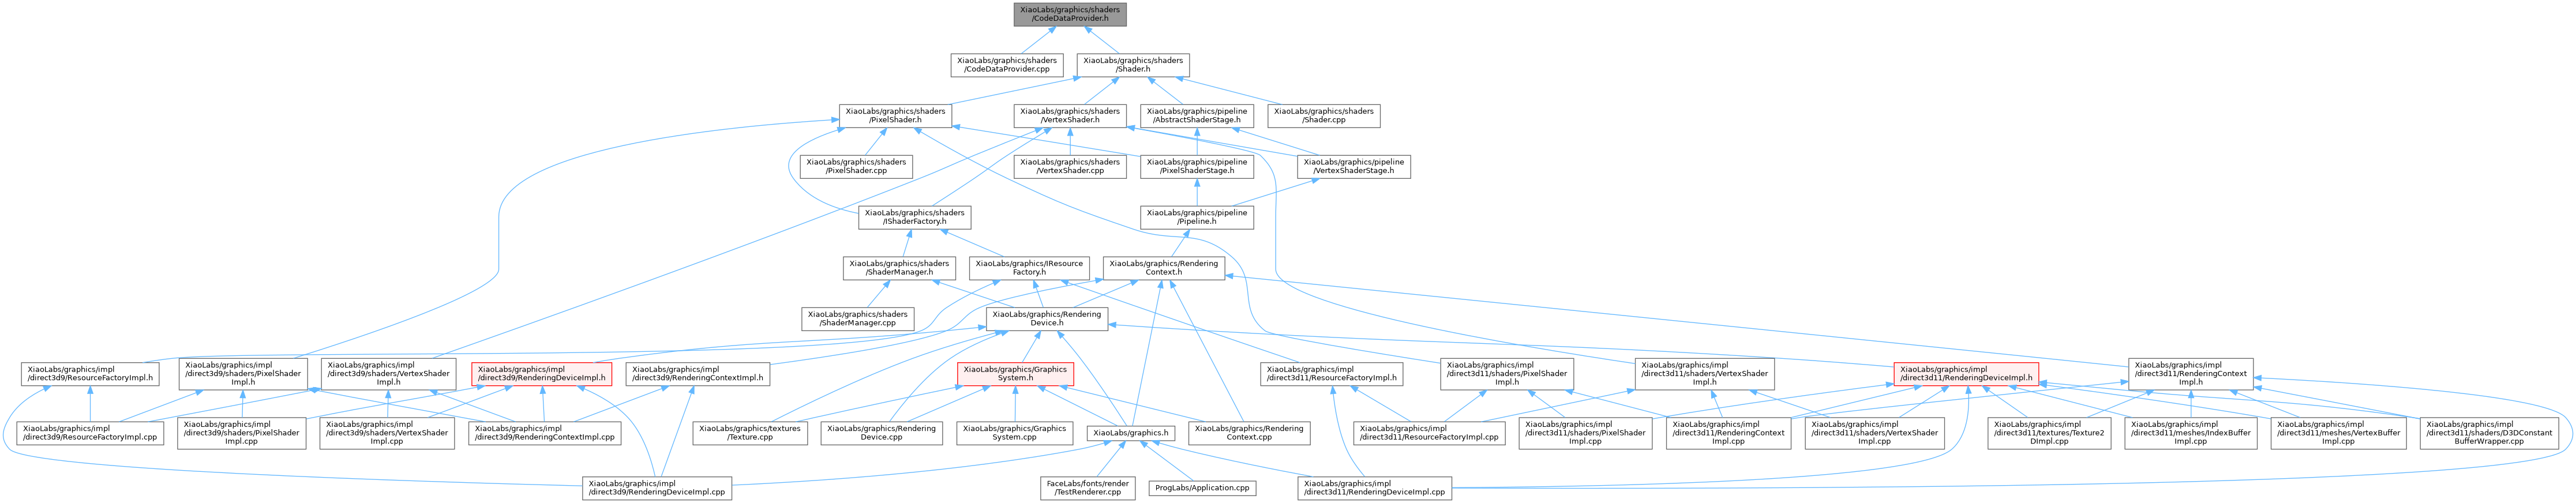 XiaoLabs/graphics/shaders
/CodeDataProvider.h
XiaoLabs/graphics/shaders
/CodeDataProvider.cpp
XiaoLabs/graphics/shaders
/Shader.h
XiaoLabs/graphics/shaders
/PixelShader.h
XiaoLabs/graphics/shaders
/VertexShader.h
XiaoLabs/graphics/pipeline
/AbstractShaderStage.h
XiaoLabs/graphics/shaders
/Shader.cpp
XiaoLabs/graphics/shaders
/PixelShader.cpp
XiaoLabs/graphics/shaders
/VertexShader.cpp
XiaoLabs/graphics/pipeline
/PixelShaderStage.h
XiaoLabs/graphics/pipeline
/VertexShaderStage.h
XiaoLabs/graphics/shaders
/IShaderFactory.h
XiaoLabs/graphics/pipeline
/Pipeline.h
XiaoLabs/graphics/shaders
/ShaderManager.h
XiaoLabs/graphics/IResource
Factory.h
XiaoLabs/graphics/Rendering
Context.h
XiaoLabs/graphics/shaders
/ShaderManager.cpp
XiaoLabs/graphics/Rendering
Device.h
XiaoLabs/graphics/impl
/direct3d9/ResourceFactoryImpl.h
XiaoLabs/graphics/impl
/direct3d9/shaders/PixelShader
Impl.h
XiaoLabs/graphics/impl
/direct3d9/shaders/VertexShader
Impl.h
XiaoLabs/graphics/impl
/direct3d9/RenderingDeviceImpl.h
XiaoLabs/graphics/impl
/direct3d9/RenderingContextImpl.h
XiaoLabs/graphics/Graphics
System.h
XiaoLabs/graphics/impl
/direct3d11/ResourceFactoryImpl.h
XiaoLabs/graphics/impl
/direct3d11/shaders/PixelShader
Impl.h
XiaoLabs/graphics/impl
/direct3d11/shaders/VertexShader
Impl.h
XiaoLabs/graphics/impl
/direct3d11/RenderingDeviceImpl.h
XiaoLabs/graphics/impl
/direct3d11/RenderingContext
Impl.h
XiaoLabs/graphics/impl
/direct3d9/ResourceFactoryImpl.cpp
XiaoLabs/graphics/impl
/direct3d9/shaders/PixelShader
Impl.cpp
XiaoLabs/graphics/impl
/direct3d9/shaders/VertexShader
Impl.cpp
XiaoLabs/graphics/impl
/direct3d9/RenderingContextImpl.cpp
XiaoLabs/graphics/textures
/Texture.cpp
XiaoLabs/graphics/Rendering
Device.cpp
XiaoLabs/graphics/Graphics
System.cpp
XiaoLabs/graphics.h
XiaoLabs/graphics/Rendering
Context.cpp
XiaoLabs/graphics/impl
/direct3d11/ResourceFactoryImpl.cpp
XiaoLabs/graphics/impl
/direct3d11/shaders/PixelShader
Impl.cpp
XiaoLabs/graphics/impl
/direct3d11/RenderingContext
Impl.cpp
XiaoLabs/graphics/impl
/direct3d11/shaders/VertexShader
Impl.cpp
XiaoLabs/graphics/impl
/direct3d11/textures/Texture2
DImpl.cpp
XiaoLabs/graphics/impl
/direct3d11/meshes/IndexBuffer
Impl.cpp
XiaoLabs/graphics/impl
/direct3d11/meshes/VertexBuffer
Impl.cpp
XiaoLabs/graphics/impl
/direct3d11/shaders/D3DConstant
BufferWrapper.cpp
XiaoLabs/graphics/impl
/direct3d9/RenderingDeviceImpl.cpp
FaceLabs/fonts/render
/TestRenderer.cpp
ProgLabs/Application.cpp
XiaoLabs/graphics/impl
/direct3d11/RenderingDeviceImpl.cpp